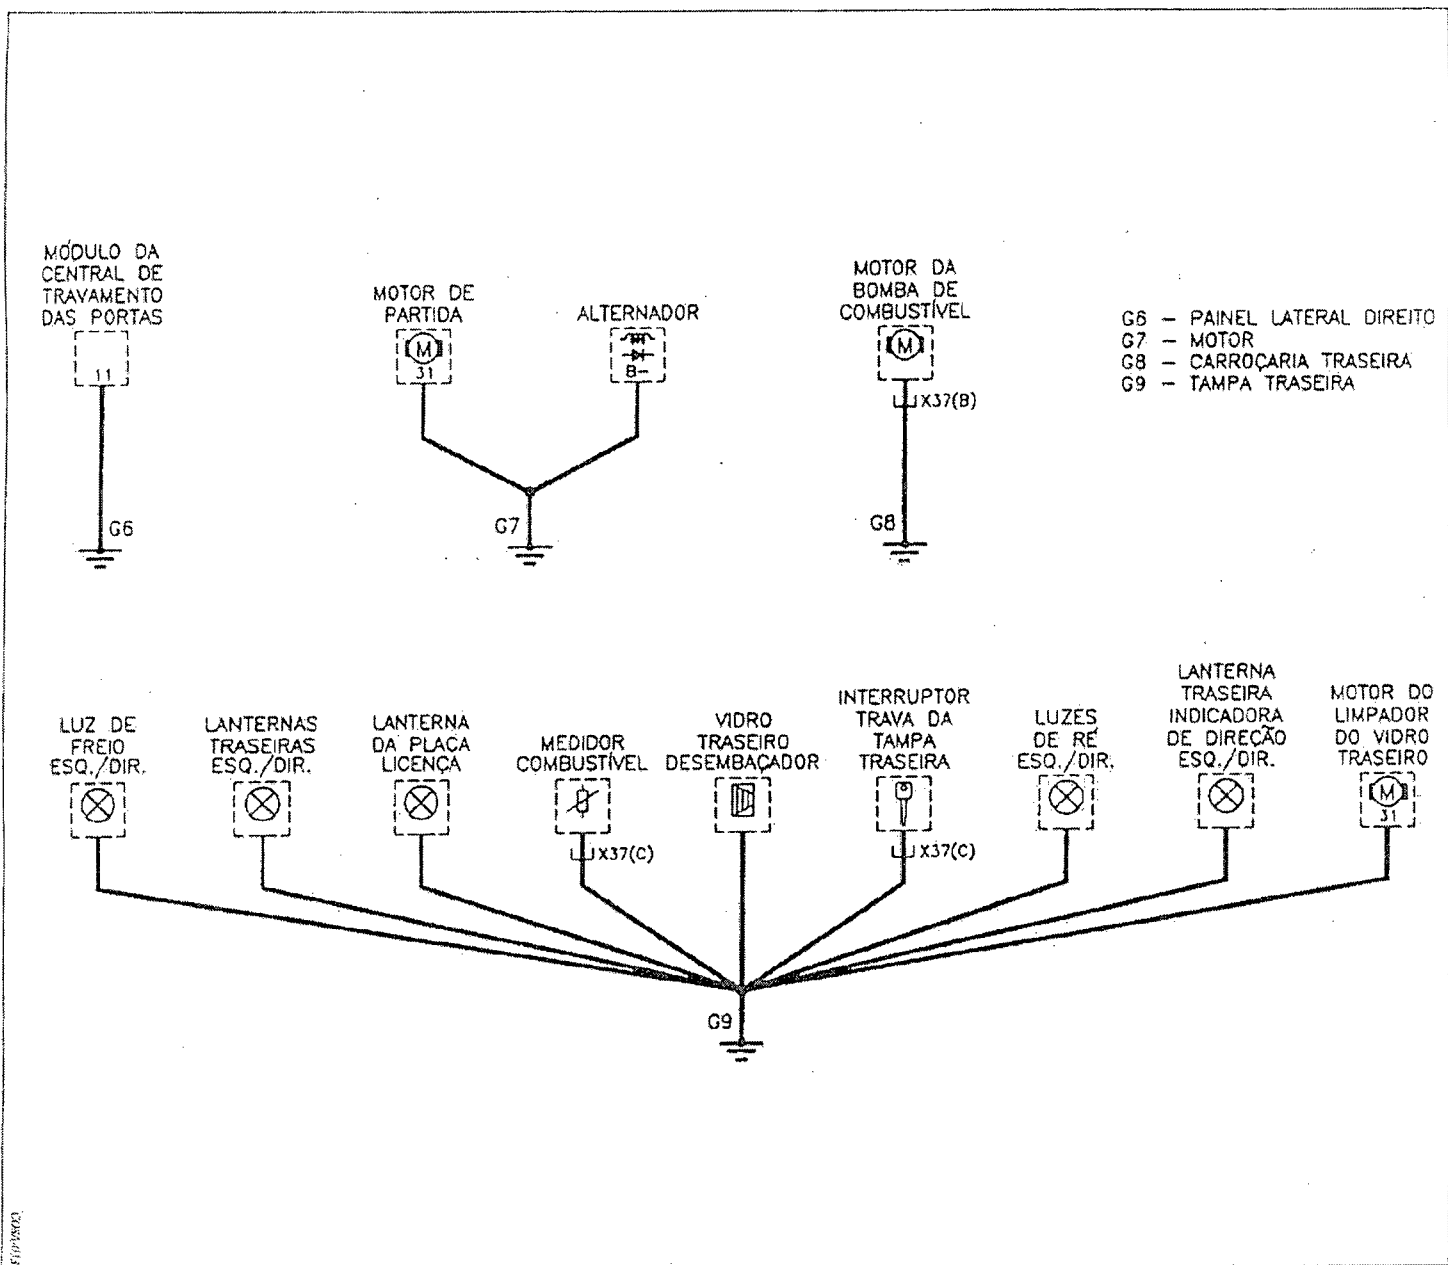 MÓDULO DA
CENTRAL DE
TRAVAMENTO
DAS PORTAS
11
G6
MOTOR DE
PARTIDA
M
31
ALTERNADOR
B-
G7
MOTOR DA
BOMBA DE
COMBUSTÍVEL
M
X37(B)
G8
G6 – PAINEL LATERAL DIREITO
G7 – MOTOR
G8 – CARROÇARIA TRASEIRA
G9 – TAMPA TRASEIRA
LUZ DE
FREIO
ESQ./DIR.
LANTERNAS
TRASEIRAS
ESQ./DIR.
LANTERNA
DA PLACA
LICENÇA
MEDIDOR
COMBUSTÍVEL
X37(C)
VIDRO
TRASEIRO
DESEMBAÇADOR
INTERRUPTOR
TRAVA DA
TAMPA
TRASEIRA
X37(C)
LUZES
DE RÉ
ESQ./DIR.
LANTERNA
TRASEIRA
INDICADORA
DE DIREÇÃO
ESQ./DIR.
MOTOR DO
LIMPADOR
DO VIDRO
TRASEIRO
M
31
G9